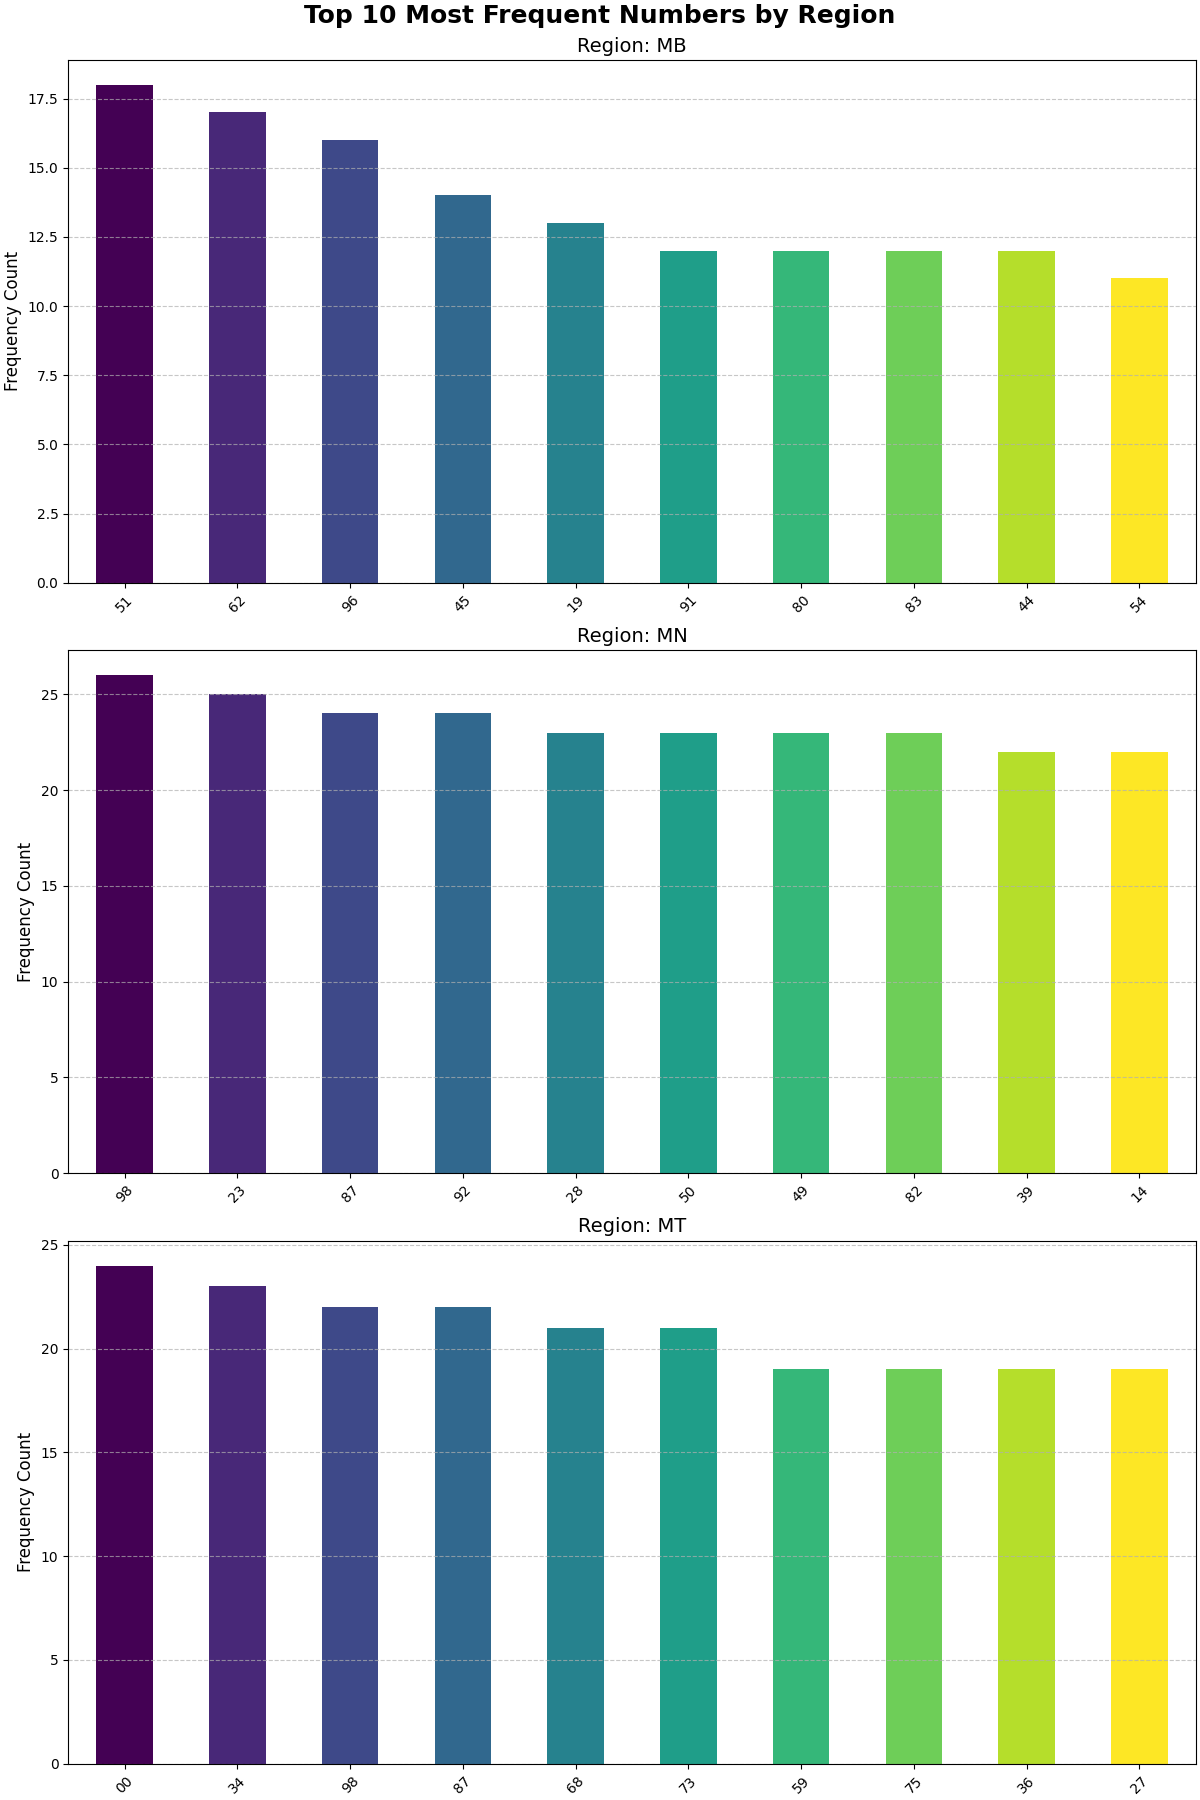 Top 10 Most Frequent Numbers by Region
Region: MB
Frequency Count
17.5
15.0
12.5
10.0
7.5
5.0
2.5
0.0
51 62 96 45 19 91 80 83 44 54
Region: MN
Frequency Count
25
20
15
10
5
0
98 23 87 92 28 50 49 82 39 14
Region: MT
Frequency Count
25
20
15
10
5
0
00 34 98 87 68 73 59 75 36 27